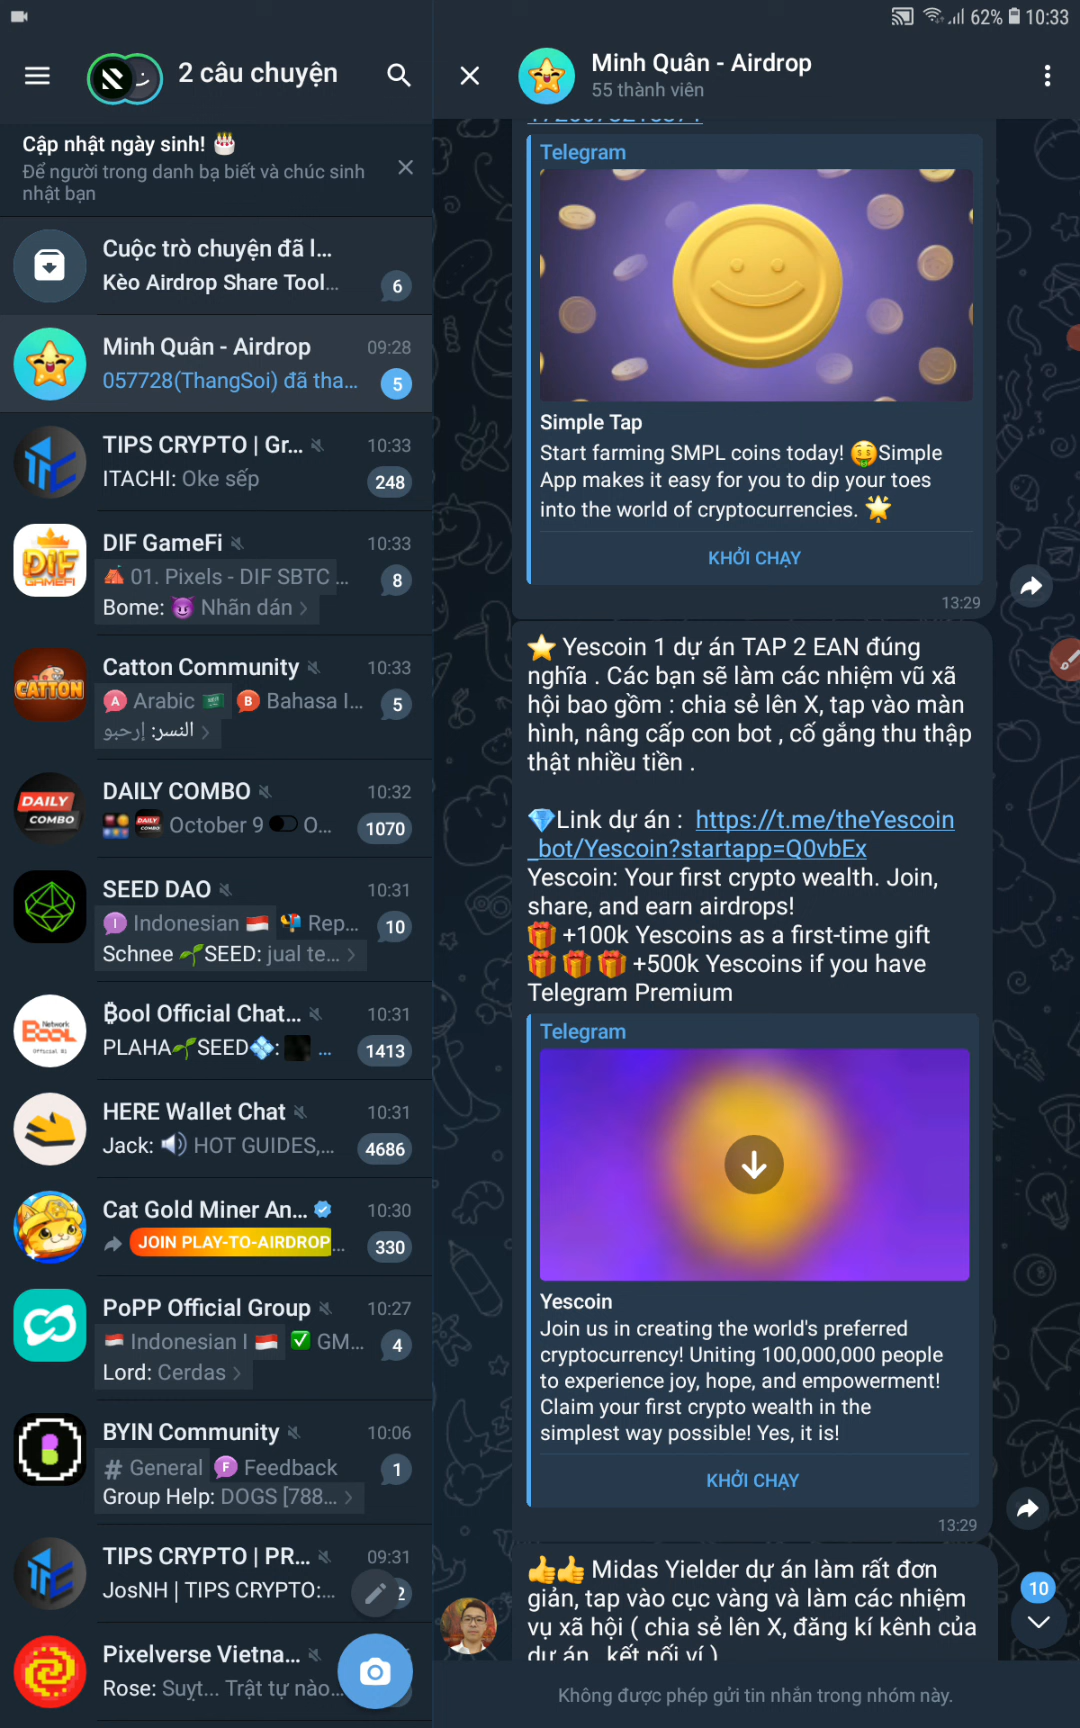 62% 10:33
2 câu chuyện
Cập nhật ngày sinh! 🎂
Để người trong danh bạ biết và chúc sinh
nhật bạn
Cuộc trò chuyện đã l...
Kèo Airdrop Share Tool...
6
Minh Quân - Airdrop
09:28
057728(ThangSoi) đã tha...
5
TIPS CRYPTO | Gr...
10:33
ITACHI: Oke sếp
248
DIF GameFi
10:33
01. Pixels - DIF SBTC ...
8
Bome: 😈 Nhãn dán
DIF
GAMEFI
Catton Community
10:33
CATTON
A Arabic 🇸🇦 B Bahasa I...
5
النسر: إرحبو
DAILY COMBO
10:32
DAILY
COMBO
October 9 O...
1070
SEED DAO
10:31
I Indonesian 🇮🇩 Rep...
10
Schnee 🌱SEED: jual te...
₿ool Official Chat...
10:31
Network
BOOL
PLAHA🌱SEED💠: ...
1413
HERE Wallet Chat
10:31
Jack: 🔊 HOT GUIDES,...
4686
Cat Gold Miner An...
10:30
JOIN PLAY-TO-AIRDROP...
330
PoPP Official Group
10:27
Indonesian I 🇮🇩 ✅ GM...
4
Lord: Cerdas
BYIN Community
10:06
# General F Feedback
1
Group Help: DOGS [788...
TIPS CRYPTO | PR...
09:31
JosNH | TIPS CRYPTO:...
2
Pixelverse Vietna...
Rose: Suỵt... Trật tự nào...
Minh Quân - Airdrop
55 thành viên
Telegram
Simple Tap
Start farming SMPL coins today! 🤑Simple
App makes it easy for you to dip your toes
into the world of cryptocurrencies. 🌟
KHỞI CHẠY
13:29
⭐ Yescoin 1 dự án TAP 2 EAN đúng
nghĩa . Các bạn sẽ làm các nhiệm vũ xã
hội bao gồm : chia sẻ lên X, tap vào màn
hình, nâng cấp con bot , cố gắng thu thập
thật nhiều tiền .
💎Link dự án : https://t.me/theYescoin
_bot/Yescoin?startapp=Q0vbEx
Yescoin: Your first crypto wealth. Join,
share, and earn airdrops!
🎁 +100k Yescoins as a first-time gift
🎁 🎁 🎁 +500k Yescoins if you have
Telegram Premium
Telegram
Yescoin
Join us in creating the world's preferred
cryptocurrency! Uniting 100,000,000 people
to experience joy, hope, and empowerment!
Claim your first crypto wealth in the
simplest way possible! Yes, it is!
KHỞI CHẠY
13:29
👍👍 Midas Yielder dự án làm rất đơn
giản, tap vào cục vàng và làm các nhiệm
vụ xã hội ( chia sẻ lên X, đăng kí kênh của
dự án , kết nối ví )
10
Không được phép gửi tin nhắn trong nhóm này.